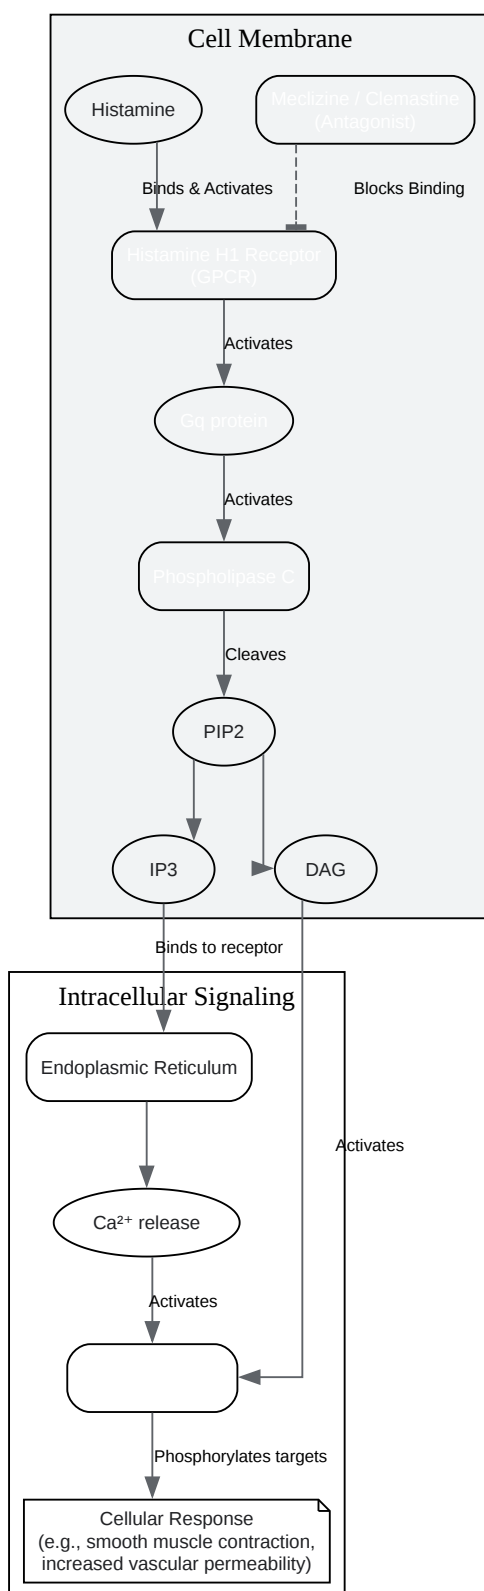 Cell Membrane
Histamine
Meclizine / Clemastine
(Antagonist)
Binds & Activates
Blocks Binding
Histamine H1 Receptor
(GPCR)
Activates
Gq protein
Activates
Phospholipase C
Cleaves
PIP2
IP3
DAG
Binds to receptor
Intracellular Signaling
Endoplasmic Reticulum
Activates
Ca²⁺ release
Activates
Phosphorylates targets
Cellular Response
(e.g., smooth muscle contraction,
increased vascular permeability)